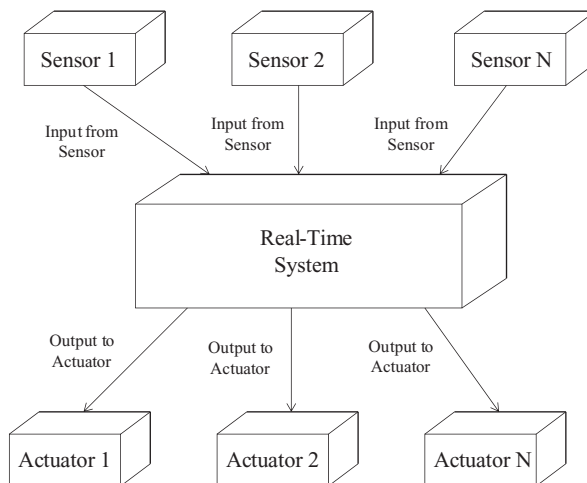 Sensor 1
Sensor 2
Sensor N
Input from
Sensor
Input from
Sensor
Input from
Sensor
Real-Time
System
Output to
Actuator
Output to
Actuator
Output to
Actuator
Actuator 1
Actuator 2
Actuator N